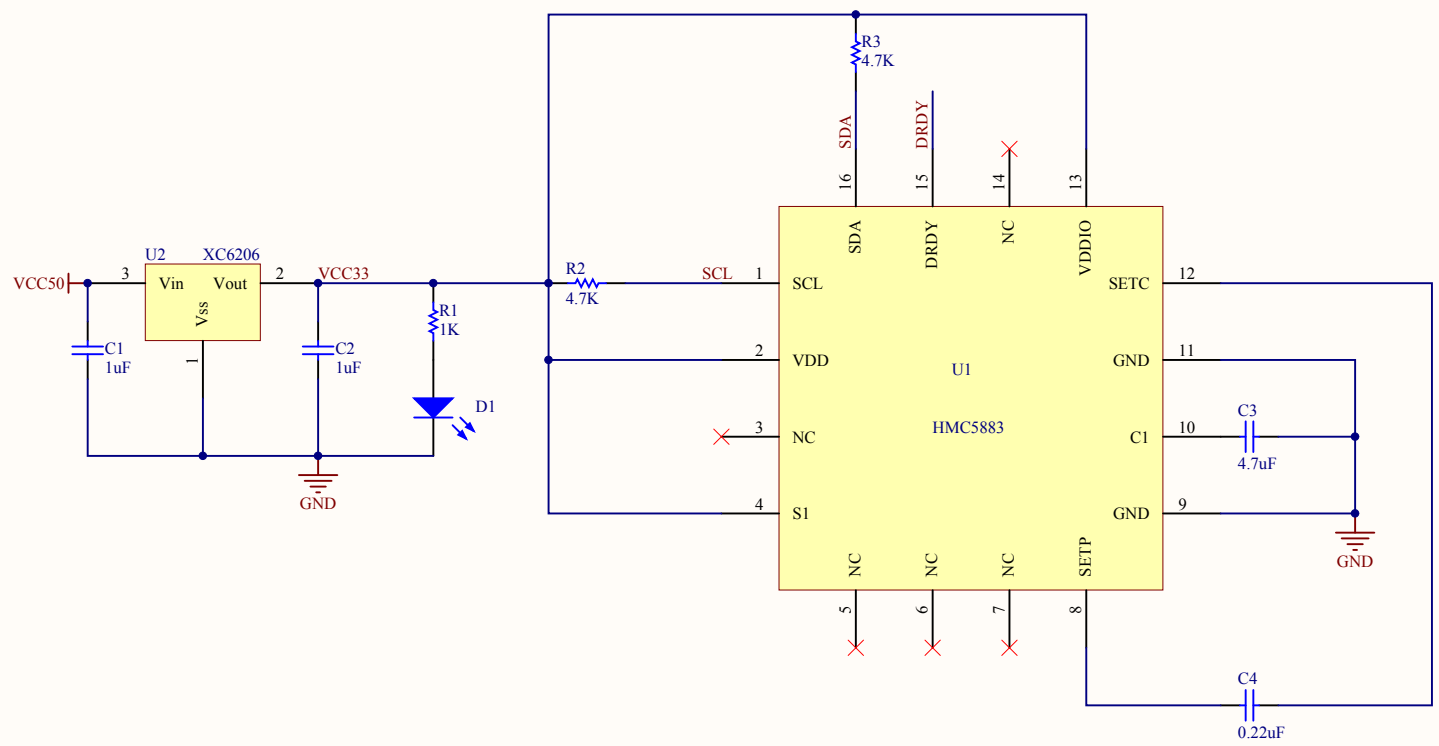 R3
4.7K
SDA
DRDY
16
15
14
13
SDA
DRDY
NC
VDDIO
U2 XC6206
VCC50
3
Vin
Vout
Vss
2
VCC33
1
R2
4.7K
SCL
1
SCL
SETC
12
R1
1K
C1
1uF
C2
1uF
2
VDD
GND
11
U1
D1
HMC5883
3
NC
C1
10
C3
4.7uF
GND
4
S1
GND
9
GND
NC
NC
NC
SETP
5
6
7
8
C4
0.22uF